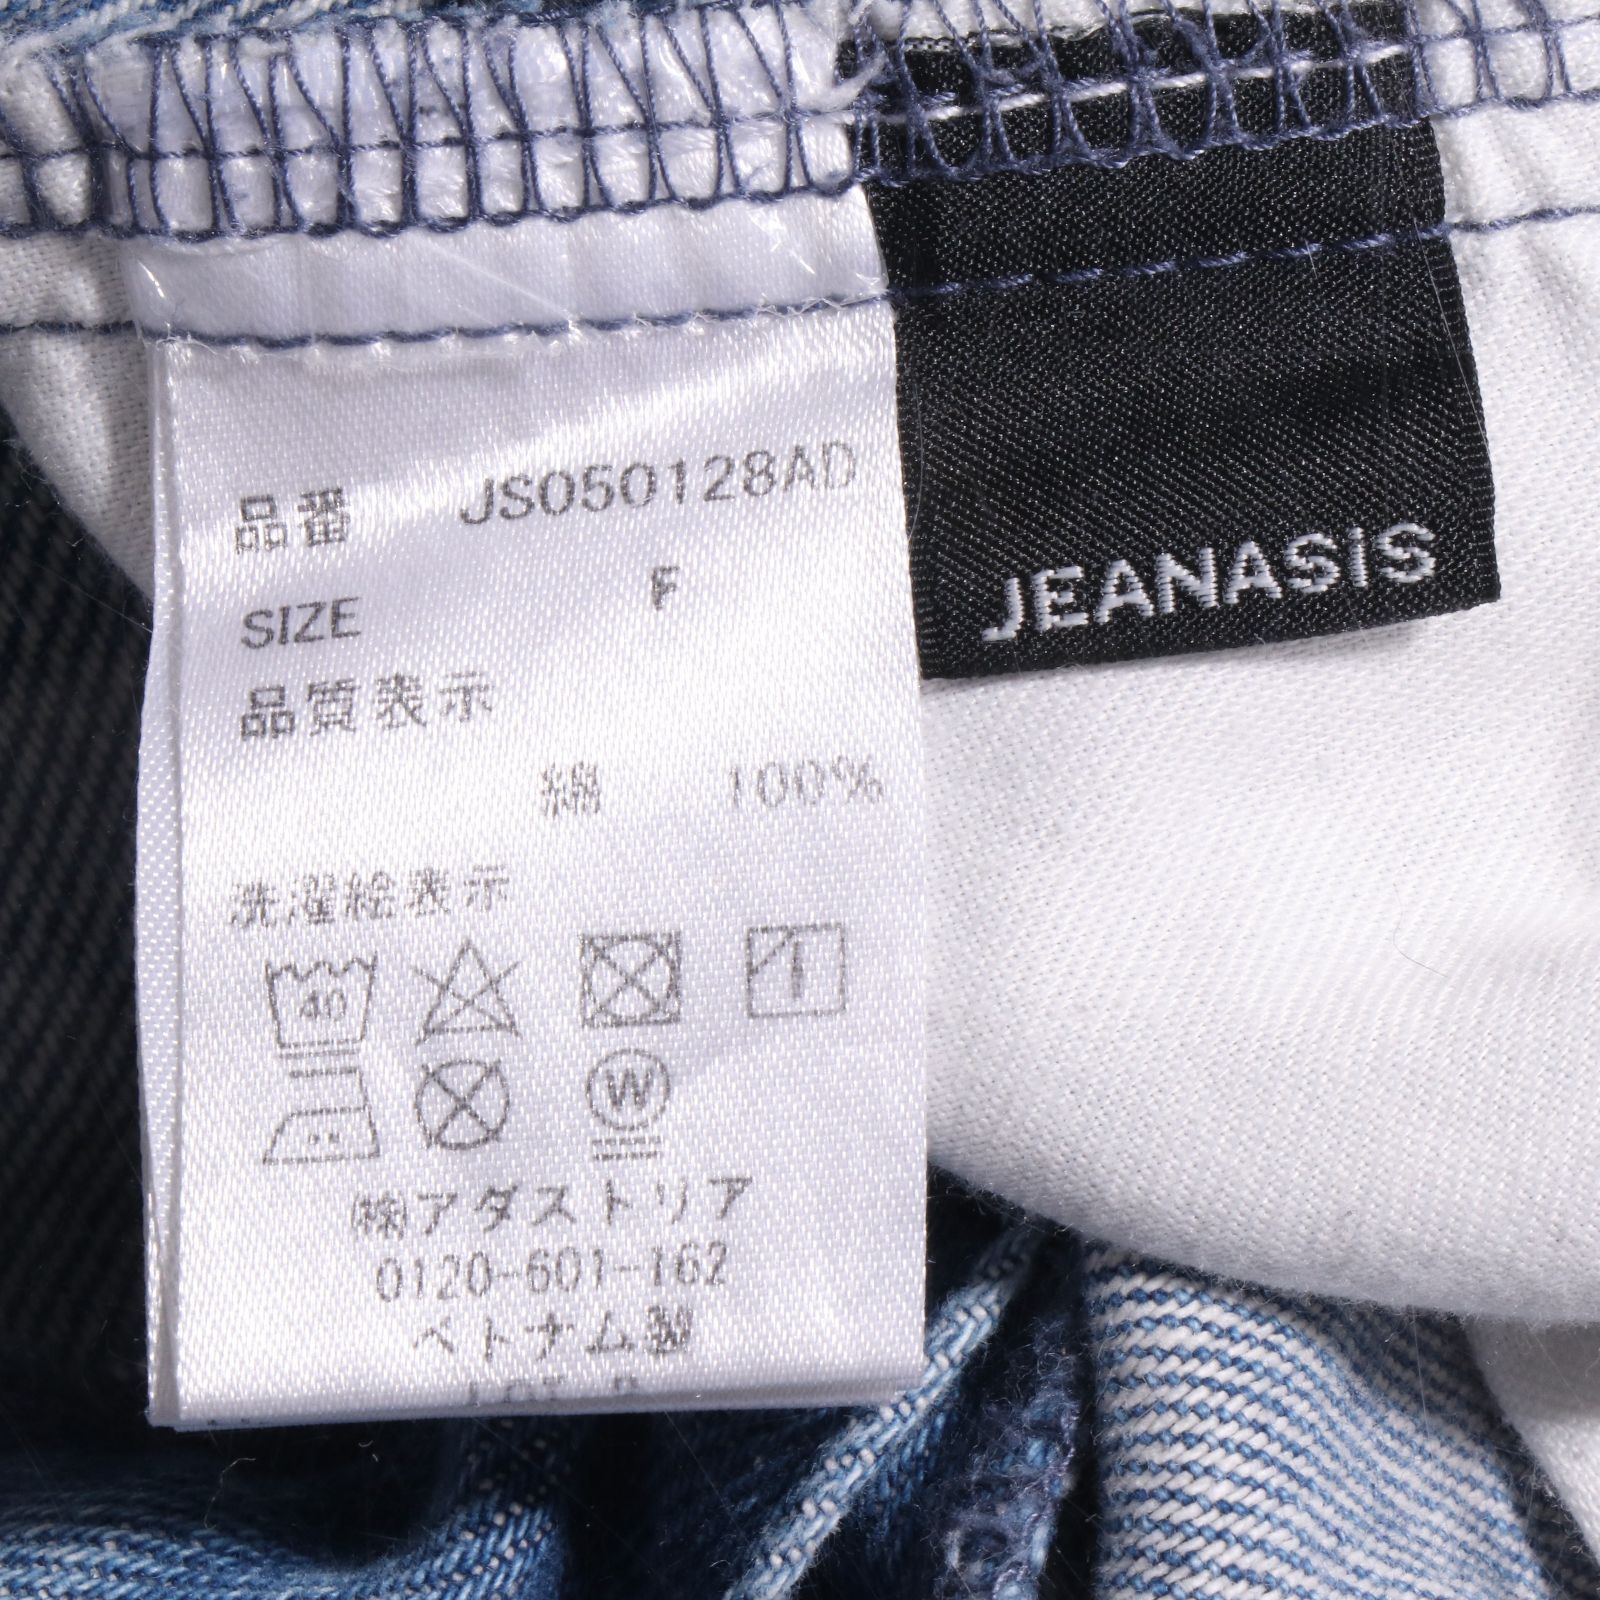 品番 JS050128AD
SIZE F
品質表示
綿 100%
洗濯絵表示
40
W
㈱アダストリア
0120-601-162
ベトナム製
JEANASIS